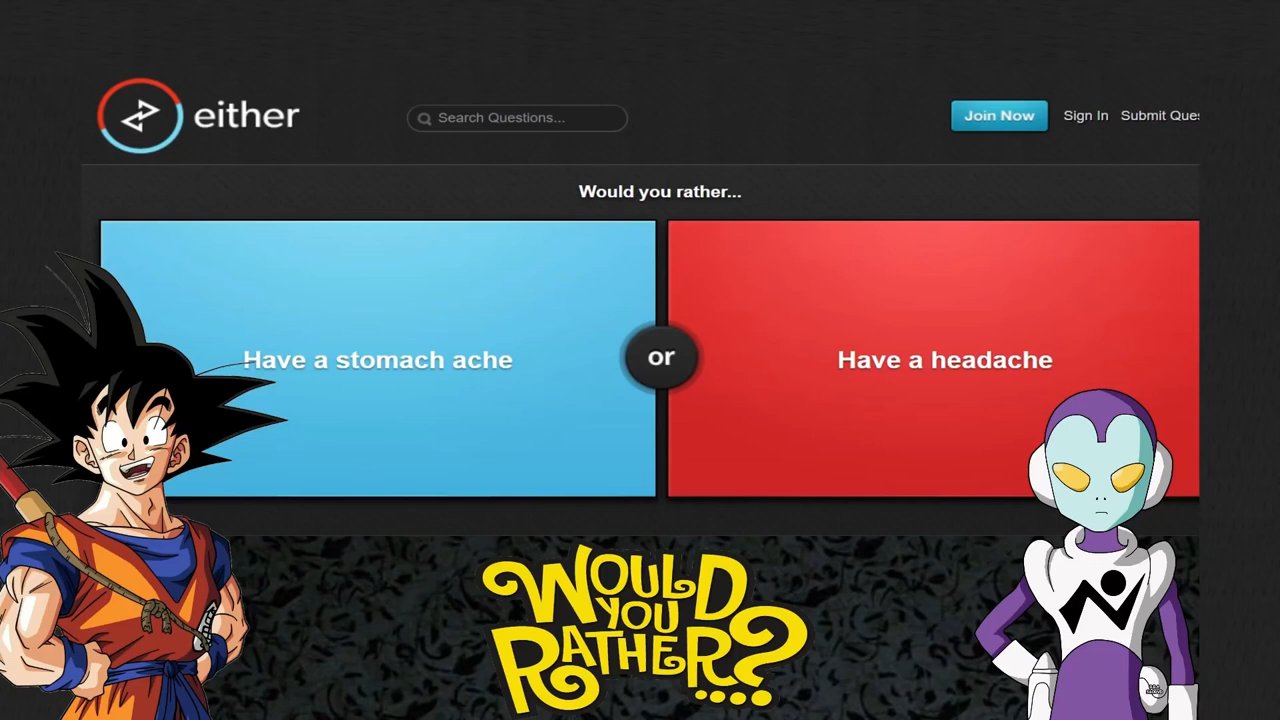 either
Search Questions...
Join Now
Sign In
Submit Ques
Would you rather...
Have a stomach ache
or
Have a headache
WOULD
YOU
RATHER?....